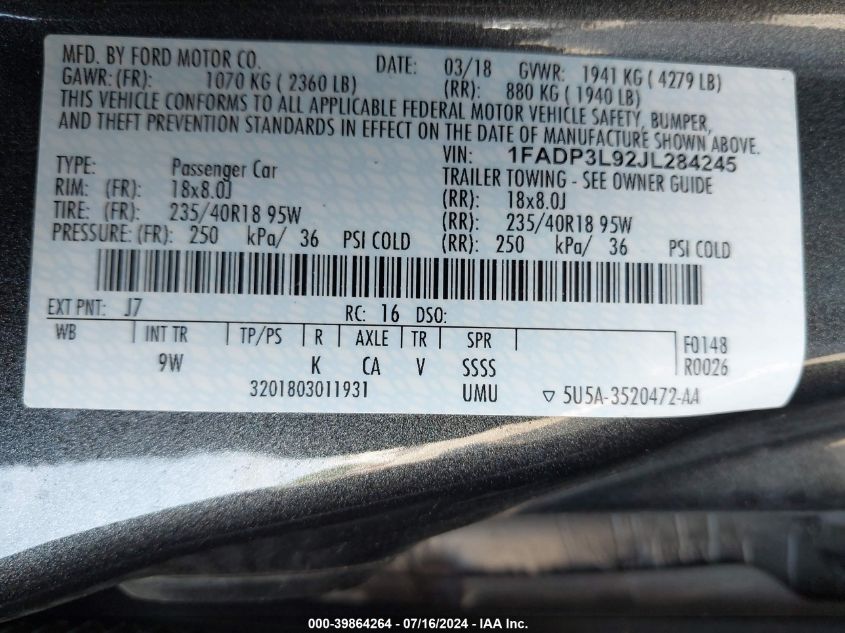 MFD. BY FORD MOTOR CO. DATE: 03/18 GVWR: 1941 KG ( 4279 LB)
GAWR: (FR): 1070 KG ( 2360 LB) (RR): 880 KG ( 1940 LB)
THIS VEHICLE CONFORMS TO ALL APPLICABLE FEDERAL MOTOR VEHICLE SAFETY, BUMPER,
AND THEFT PREVENTION STANDARDS IN EFFECT ON THE DATE OF MANUFACTURE SHOWN ABOVE.
VIN: 1FADP3L92JL284245
TYPE: Passenger Car TRAILER TOWING - SEE OWNER GUIDE
RIM: (FR): 18x8.0J (RR): 18x8.0J
TIRE: (FR): 235/40R18 95W (RR): 235/40R18 95W
PRESSURE: (FR): 250 kPa/ 36 PSI COLD (RR): 250 kPa/ 36 PSI COLD
EXT PNT: J7 RC: 16 DSO:
WB INT TR TP/PS R AXLE TR SPR F0148
9W K CA V SSSS R0026
3201803011931 UMU ▽ 5U5A-3520472-AA
000-39864264 - 07/16/2024 - IAA Inc.